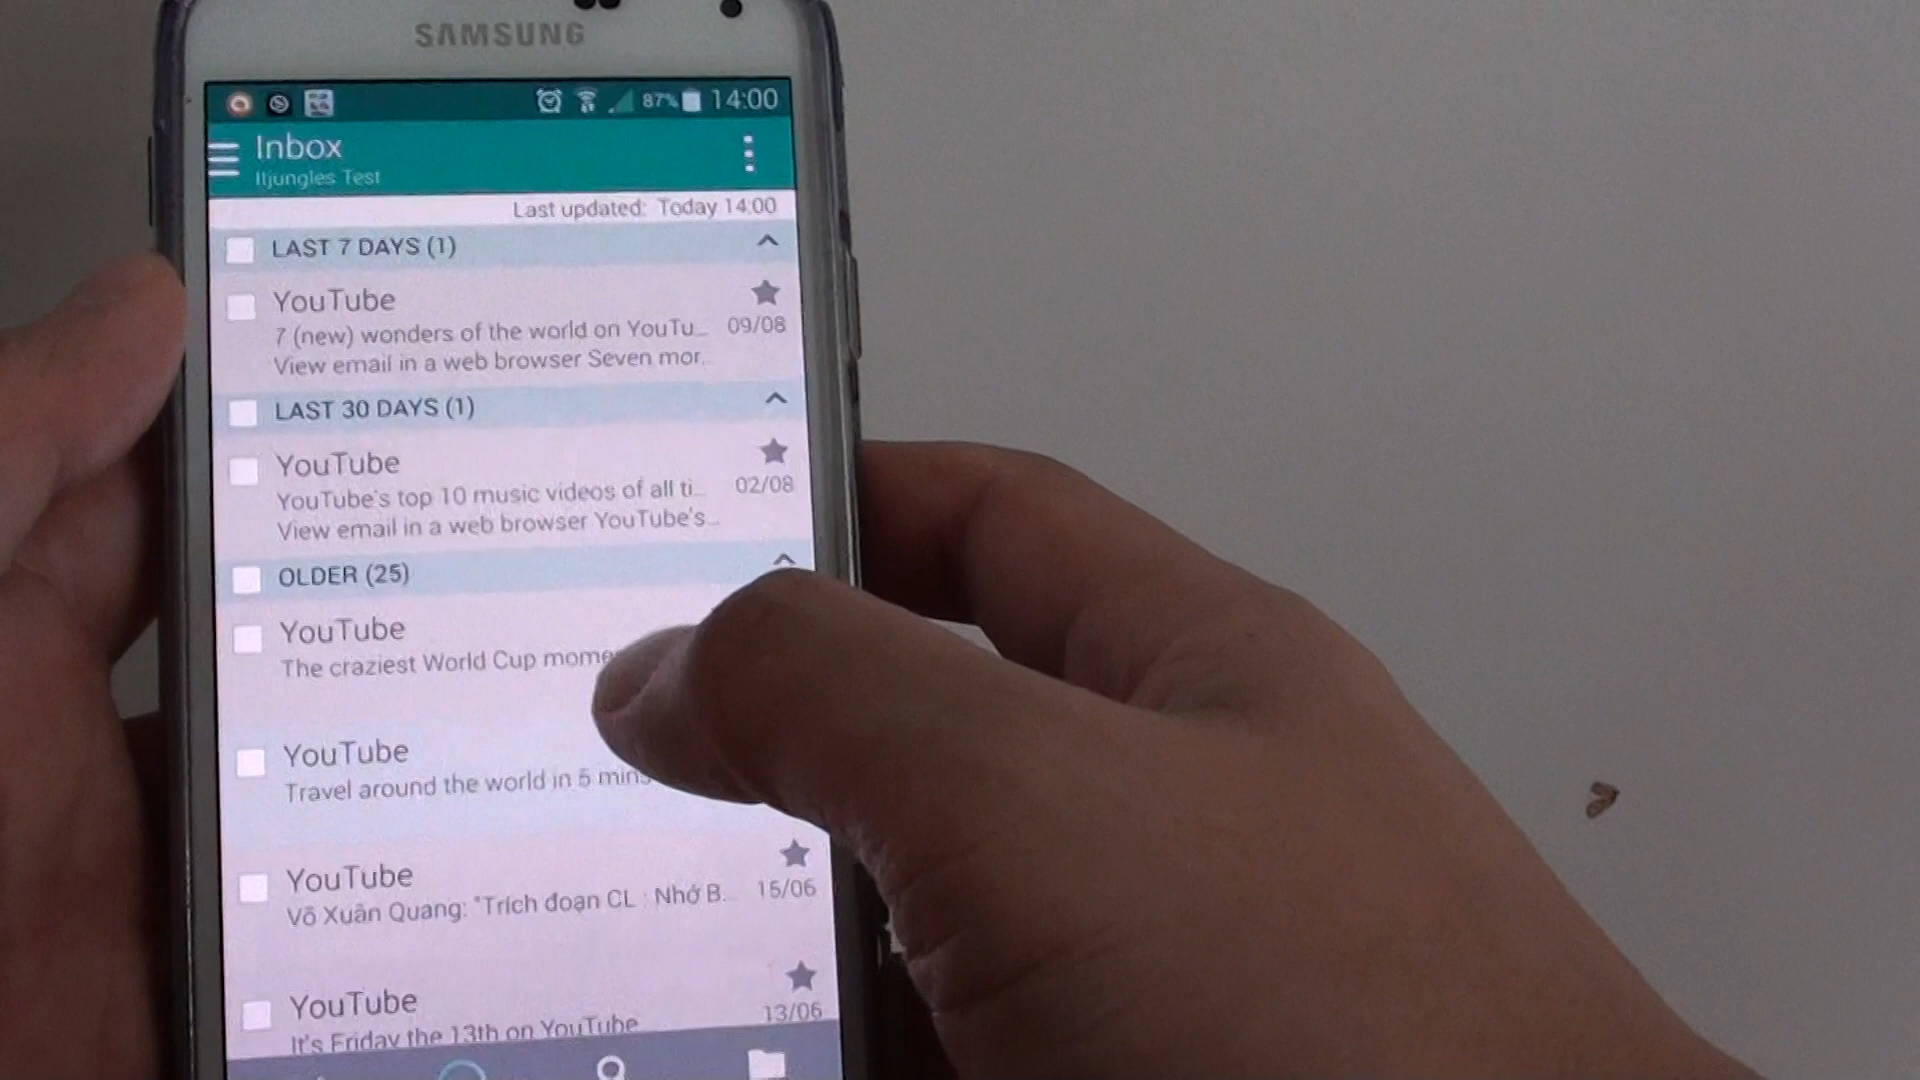 SAMSUNG
87% 14:00
Inbox
Itjungles Test
Last updated: Today 14:00
LAST 7 DAYS (1)
YouTube
7 (new) wonders of the world on YouTu...
09/08
View email in a web browser Seven mor..
LAST 30 DAYS (1)
YouTube
YouTube's top 10 music videos of all ti...
02/08
View email in a web browser YouTube's...
OLDER (25)
YouTube
The craziest World Cup
YouTube
Travel around the world in 5 mins
YouTube
Võ Xuân Quang: "Trích đoạn CL : Nhớ B...
15/06
YouTube
It's Friday the 13th on YouTube
13/06